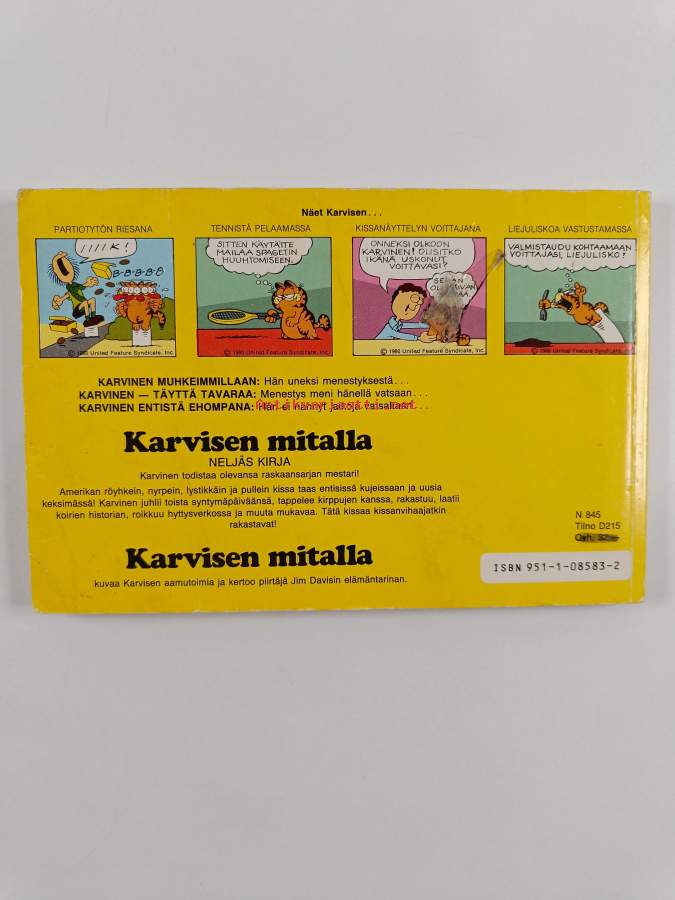 Näet Karvisen...
PARTIOTYTÖN RIESANA
TENNISTÄ PELAAMASSA
KISSANÄYTTELYN VOITTAJANA
LIEJULISKOA VASTUSTAMASSA
IIIIK!
B-B-B-B-B
© 1980 United Feature Syndicate, Inc.
SITTEN KÄYTÄTTE
MAILAA SPAGETIN
HUUHTOMISEEN.
© 1980 United Feature Syndicate, Inc.
ONNEKSI OLKOON
KARVINEN! OLISITKO
IKÄNÄ USKONUT
VOITTAVASI?
© 1980 United Feature Syndicate, Inc.
VALMISTAUDU KOHTAAMAAN
VOITTAJASI, LIEJULISKO!
© 1980 United Feature Syndicate, Inc.
KARVINEN MUHKEIMMILLAAN: Hän uneksi menestyksestä...
KARVINEN — TÄYTTÄ TAVARAA: Menestys meni hänellä vatsaan...
KARVINEN ENTISTÄ EHOMPANA: Hän ei
Antikvariaatti.net
Karvisen mitalla
NELJÄS KIRJA
Karvinen todistaa olevansa raskaansarjan mestari!
Amerikan röyhkein, nyrpein, lystikkäin ja pullein kissa taas entisissä kujeissaan ja uusia
keksimässä! Karvinen juhlii toista syntymäpäiväänsä, tappelee kirppujen kanssa, rakastuu, laatii
koirien historian, roikkuu hyttysverkossa ja muuta mukavaa. Tätä kissaa kissanvihaajatkin
rakastavat!
Karvisen mitalla
kuvaa Karvisen aamutoimia ja kertoo piirtäjä Jim Davisin elämäntarinan.
N 845
Tilno D215
ISBN 951-1-08583-2